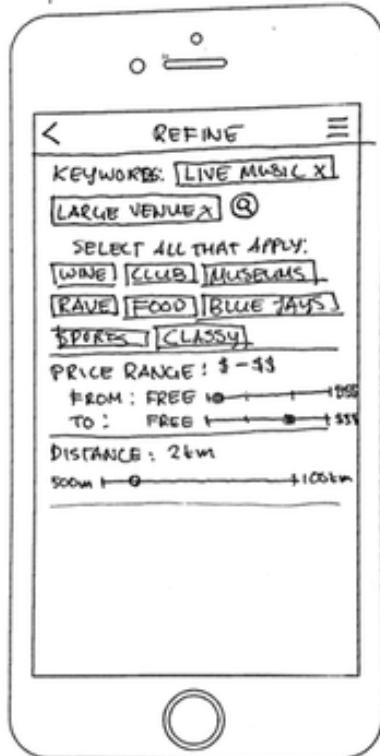 REFINE
KEYWORDS: LIVE MUSIC X
LARGE VENUE X
SELECT ALL THAT APPLY:
WINE CLUB MUSEUMS
RAVE FOOD BLUE JAYS
SPORTS CLASSY
PRICE RANGE: $-$$
FROM: FREE $$$
TO: FREE $$$
DISTANCE: 2km
500m 100km